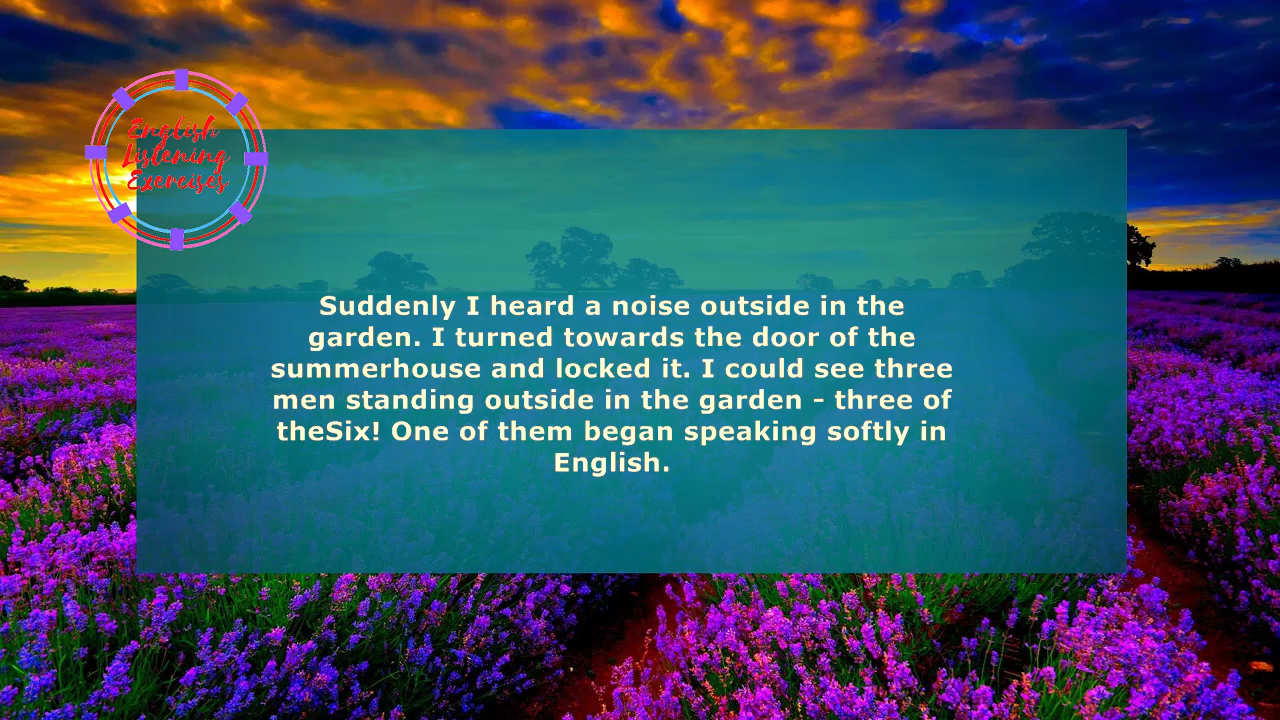 English
Listening
Exercises
Suddenly I heard a noise outside in the
garden. I turned towards the door of the
summerhouse and locked it. I could see three
men standing outside in the garden - three of
theSix! One of them began speaking softly in
English.